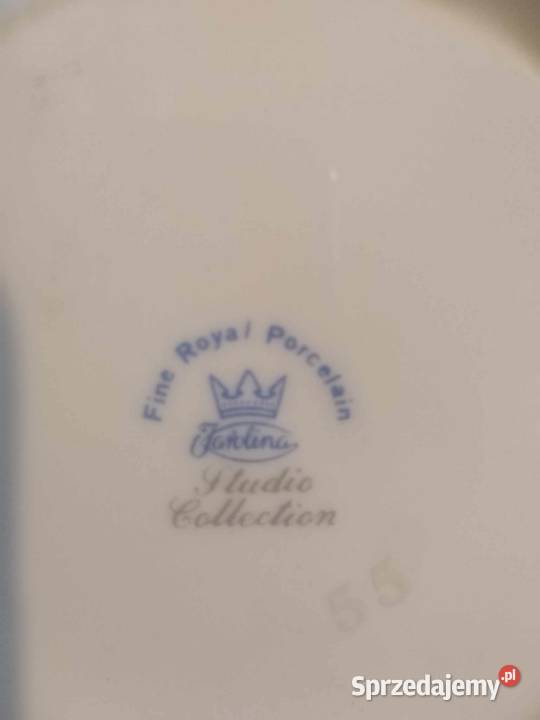 Fine Royal Porcelain
Karolina
Studio
Collection
55
Sprzedajemy.pl